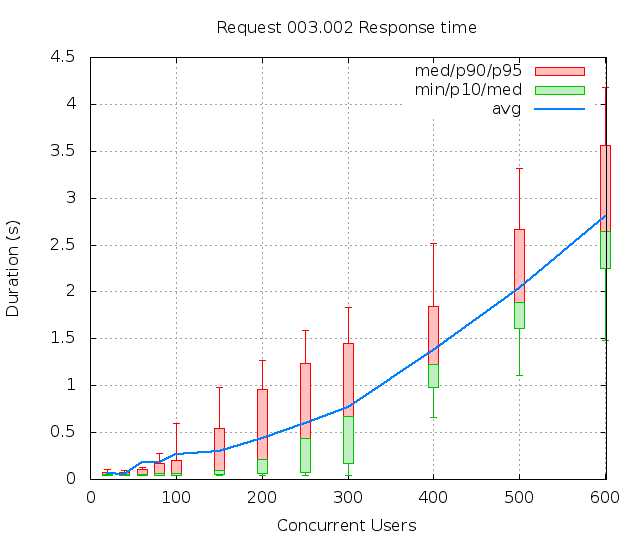 Request 003.002 Response time
med/p90/p95
min/p10/med
avg
Duration (s)
4.5
4
3.5
3
2.5
2
1.5
1
0.5
0
0 100 200 300 400 500 600
Concurrent Users